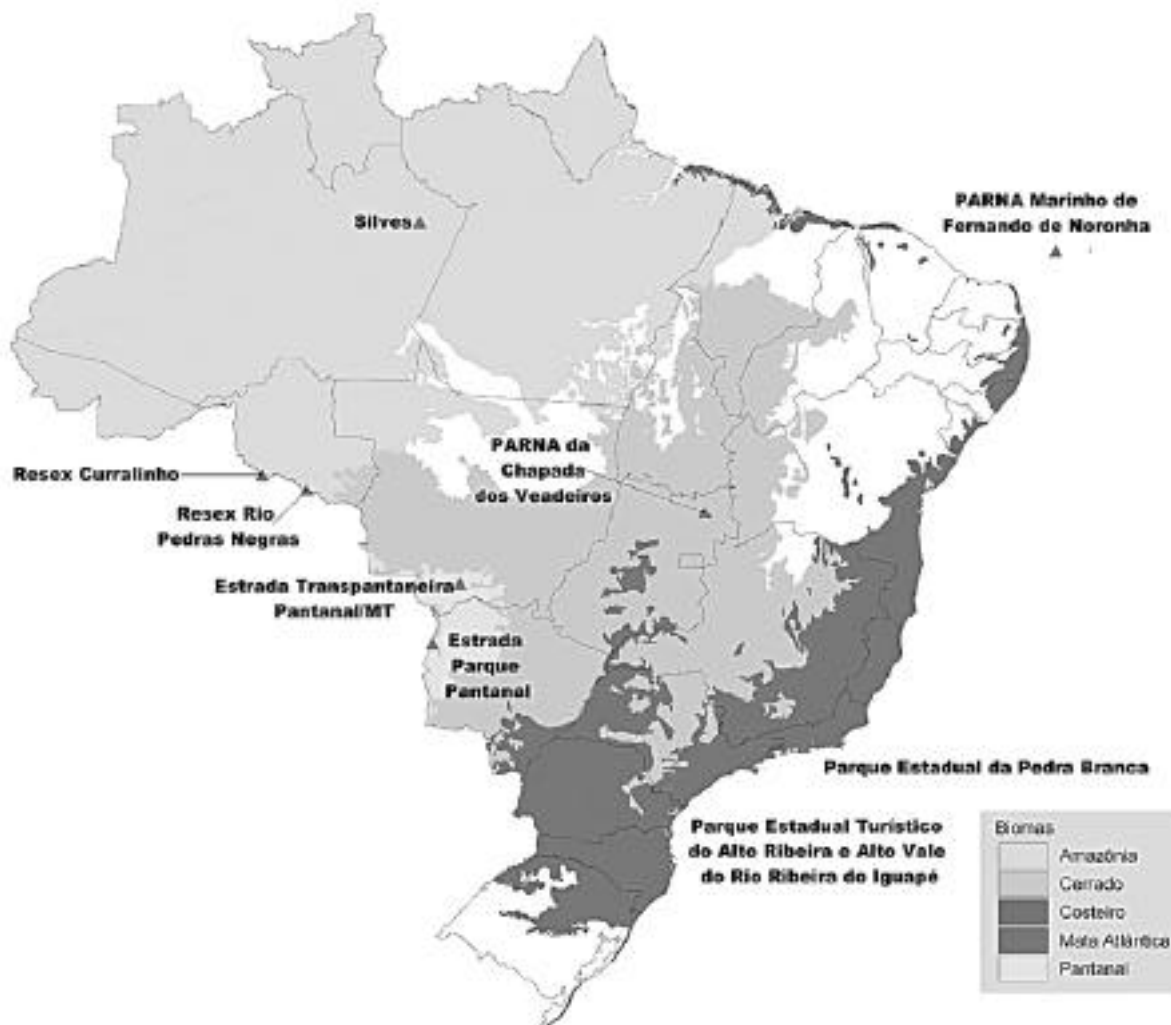 Silves
PARNA Marinho de
Fernando de Noronha
PARNA da
Chapada
dos Veadeiros
Resex Curralinho
Resex Rio
Pedras Negras
Estrada Transpantaneira
Pantanal/MT
Estrada
Parque
Pantanal
Parque Estadual da Pedra Branca
Parque Estadual Turístico
do Alto Ribeira e Alto Vale
do Rio Ribeira do Iguapé
Biomas
Amazônia
Cerrado
Costeiro
Mata Atlântica
Pantanal